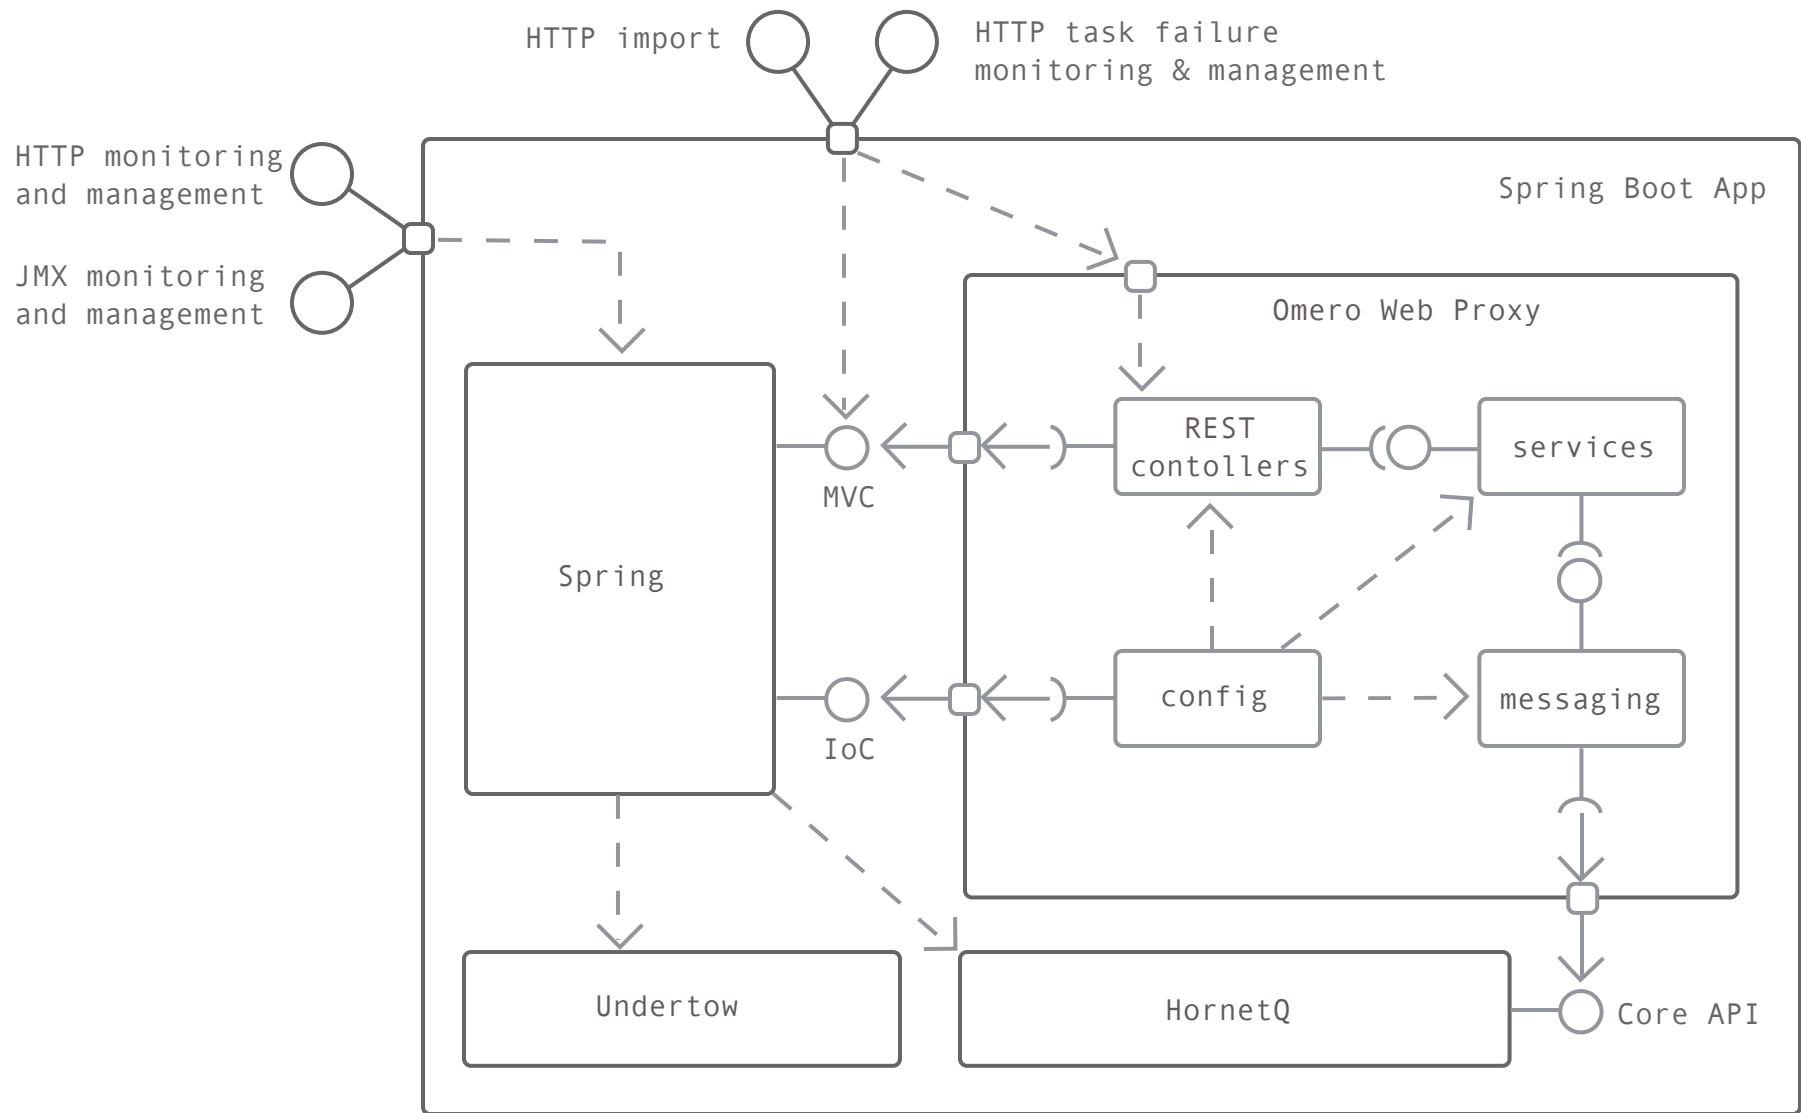 HTTP import
HTTP task failure
monitoring & management
HTTP monitoring
and management
Spring Boot App
JMX monitoring
and management
Omero Web Proxy
REST
contollers
services
MVC
Spring
config
messaging
IoC
Undertow
HornetQ
Core API